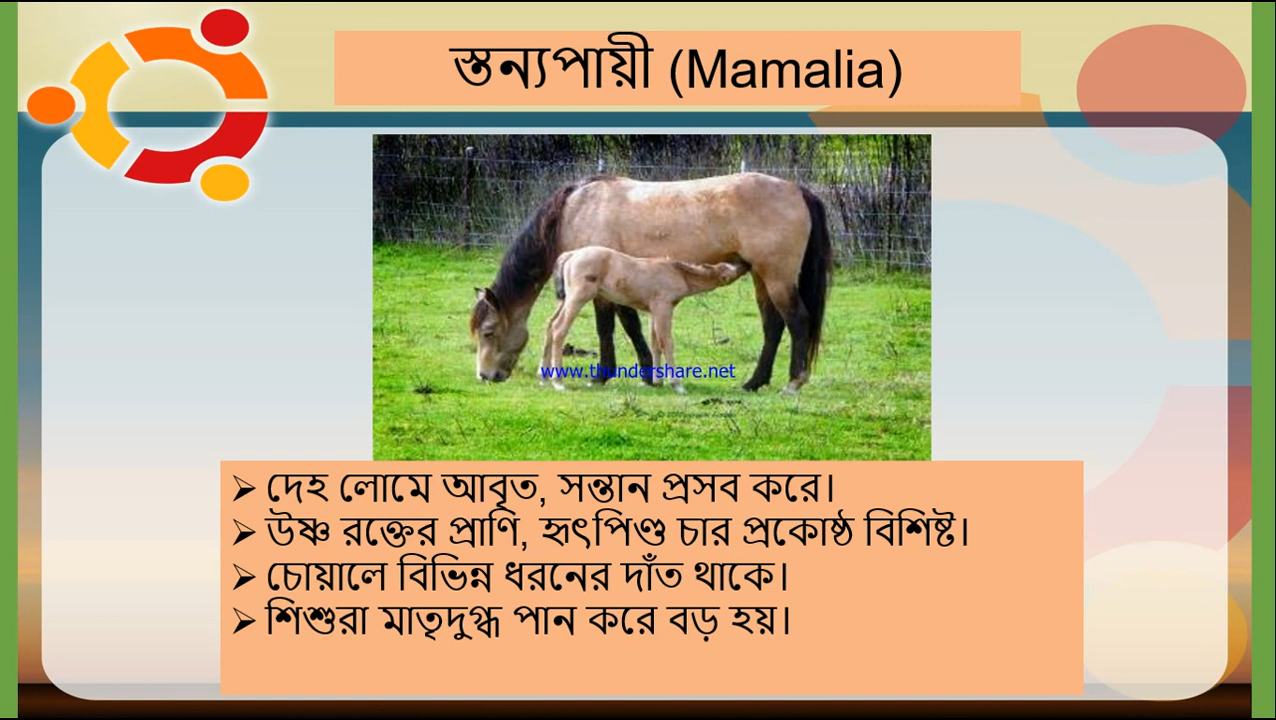 স্তন্যপায়ী (Mamalia)
www.thundershare.net
➢ দেহ লোমে আবৃত, সন্তান প্রসব করে।
➢ উষ্ণ রক্তের প্রাণি, হৃৎপিণ্ড চার প্রকোষ্ঠ বিশিষ্ট।
➢ চোয়ালে বিভিন্ন ধরনের দাঁত থাকে।
➢ শিশুরা মাতৃদুগ্ধ পান করে বড় হয়।